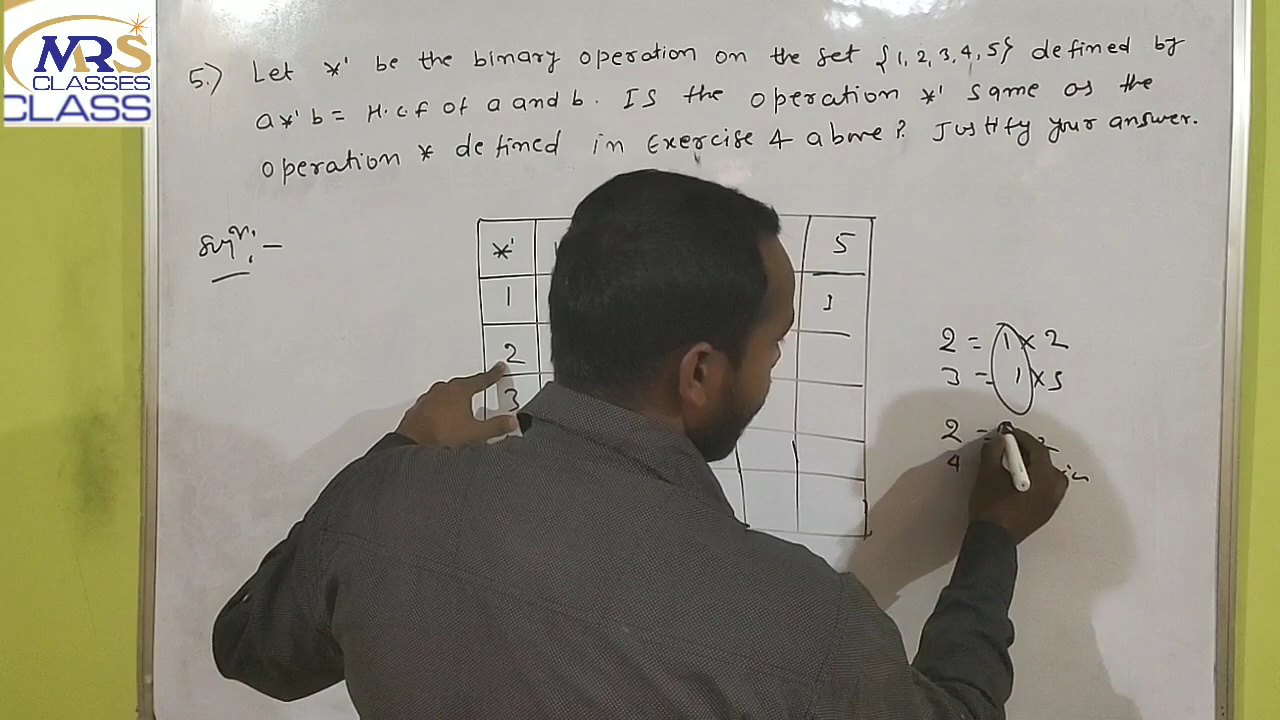 MRS
CLASSES
CLASS
5.) Let *' be the binary operation on the set {1, 2, 3, 4, 5} defined by
a *' b = H.C.F of a and b. Is the operation *' same as the
operation * defined in Exercise 4 above? Justify your answer.
Solⁿ:-
*' 5
1 1
2
3
2 = 1 × 2
3 = 1 × 3
2 =
4